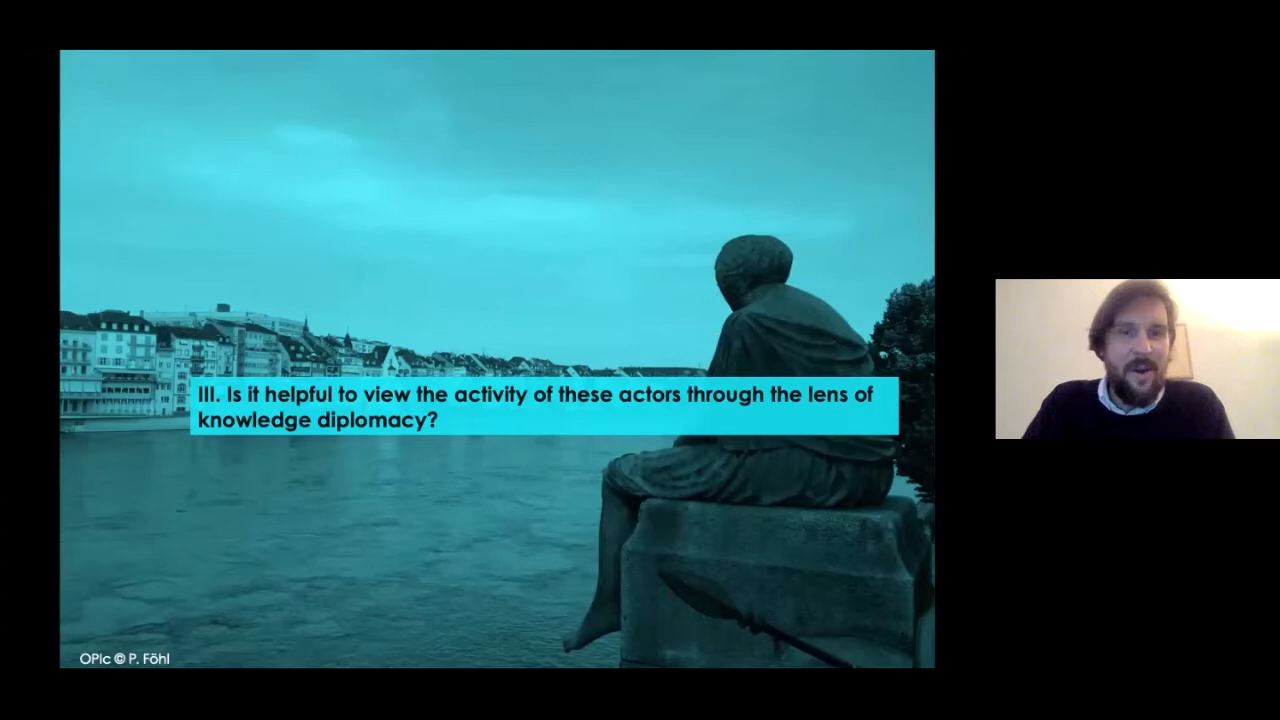 III. Is it helpful to view the activity of these actors through the lens of
knowledge diplomacy?
OPIc © P. Föhl